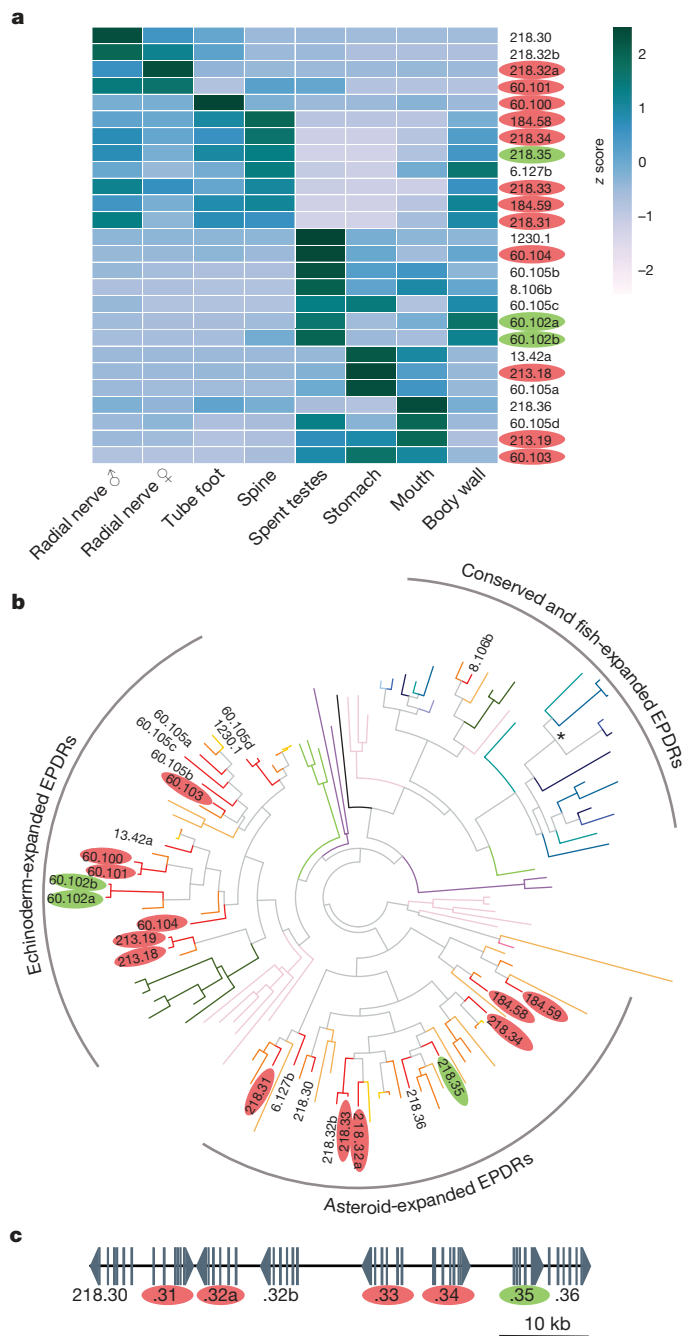 a
218.30
218.32b
218.32a
60.101
60.100
184.58
218.34
218.35
6.127b
218.33
184.59
218.31
1230.1
60.104
60.105b
8.106b
60.105c
60.102a
60.102b
13.42a
213.18
60.105a
218.36
60.105d
213.19
60.103
2
1
0
−1
−2
z score
Radial nerve ♂
Radial nerve ♀
Tube foot
Spine
Spent testes
Stomach
Mouth
Body wall
b
Conserved and fish-expanded EPDRs
8.106b
*
Echinoderm-expanded EPDRs
60.105d
1230.1
60.105a
60.105c
60.105b
60.103
13.42a
60.100
60.101
60.102b
60.102a
60.104
213.19
213.18
184.59
184.58
218.34
218.35
218.36
218.32a
218.33
218.32b
218.30
6.127b
218.31
Asteroid-expanded EPDRs
c
218.30 .31 .32a .32b .33 .34 .35 .36
10 kb